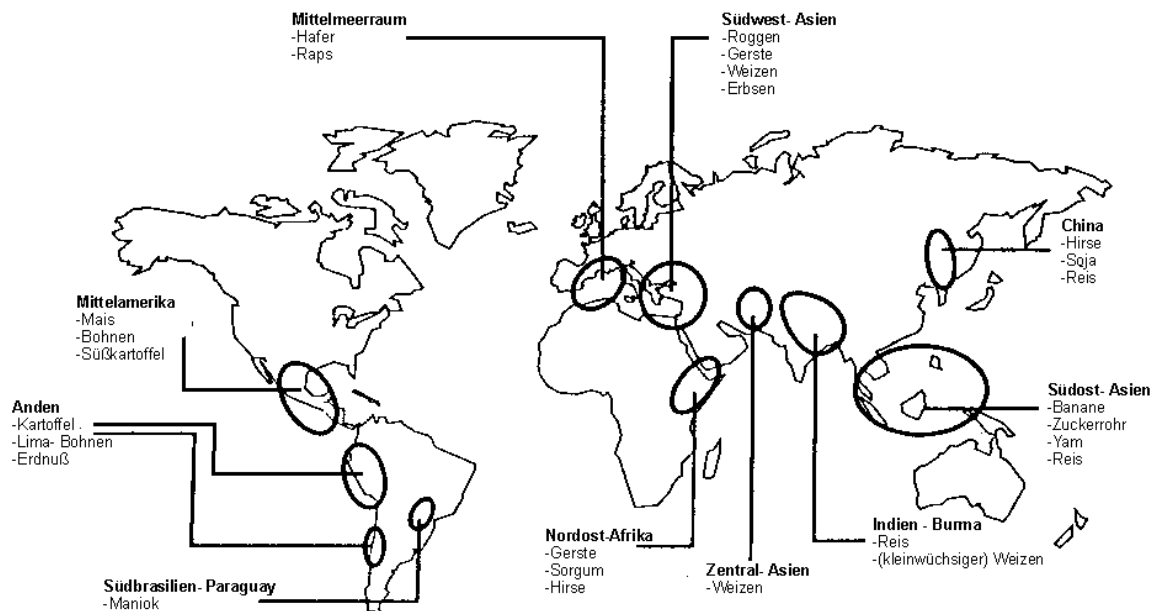 Mittelmeerraum
-Hafer
-Raps
Südwest- Asien
-Roggen
-Gerste
-Weizen
-Erbsen
China
-Hirse
-Soja
-Reis
Mittelamerika
-Mais
-Bohnen
-Süßkartoffel
Anden
-Kartoffel
-Lima- Bohnen
-Erdnuß
Südost- Asien
-Banane
-Zuckerrohr
-Yam
-Reis
Indien - Burma
-Reis
-(kleinwüchsiger) Weizen
Nordost-Afrika
-Gerste
-Sorgum
-Hirse
Zentral- Asien
-Weizen
Südbrasilien- Paraguay
-Maniok